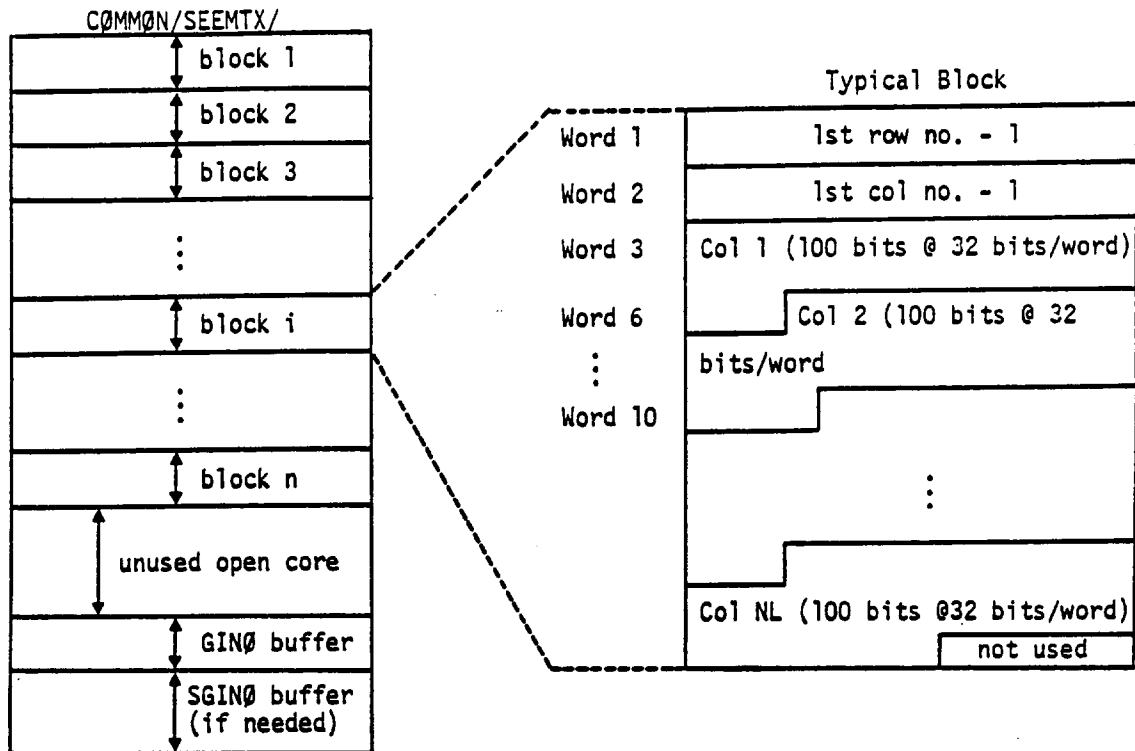 CØMMØN/SEEMTX/
block 1
block 2
block 3
block i
block n
unused open core
GINØ buffer
SGINØ buffer
(if needed)
Typical Block
Word 1
1st row no. - 1
Word 2
1st col no. - 1
Word 3
Col 1 (100 bits @ 32 bits/word)
Word 6
Col 2 (100 bits @ 32
bits/word
Word 10
Col NL (100 bits @32 bits/word)
not used